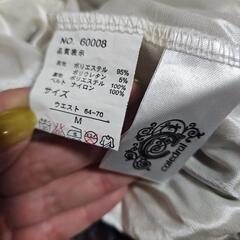 NO. 60008
品質表示
表地 ポリエステル 95%
ポリウレタン 5%
裏地 ポリエステル 100%
ベルト ナイロン 100%
サイズ
ウエスト 64-70
M
catedral